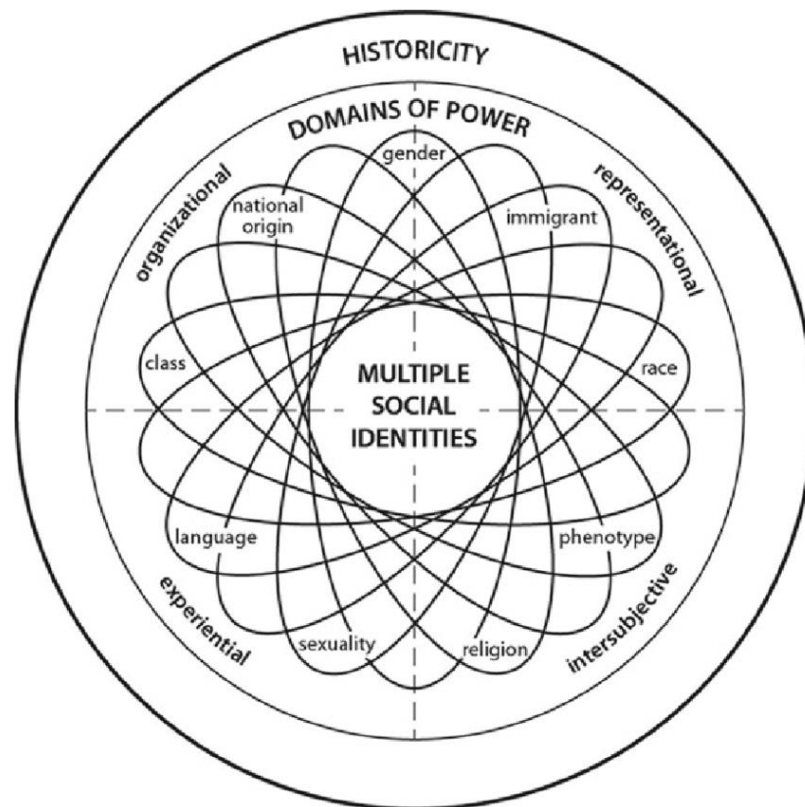 HISTORICITY
DOMAINS OF POWER
gender
organizational
national
origin
immigrant
representational
class
MULTIPLE
SOCIAL
IDENTITIES
race
language
phenotype
experiential
sexuality
religion
intersubjective